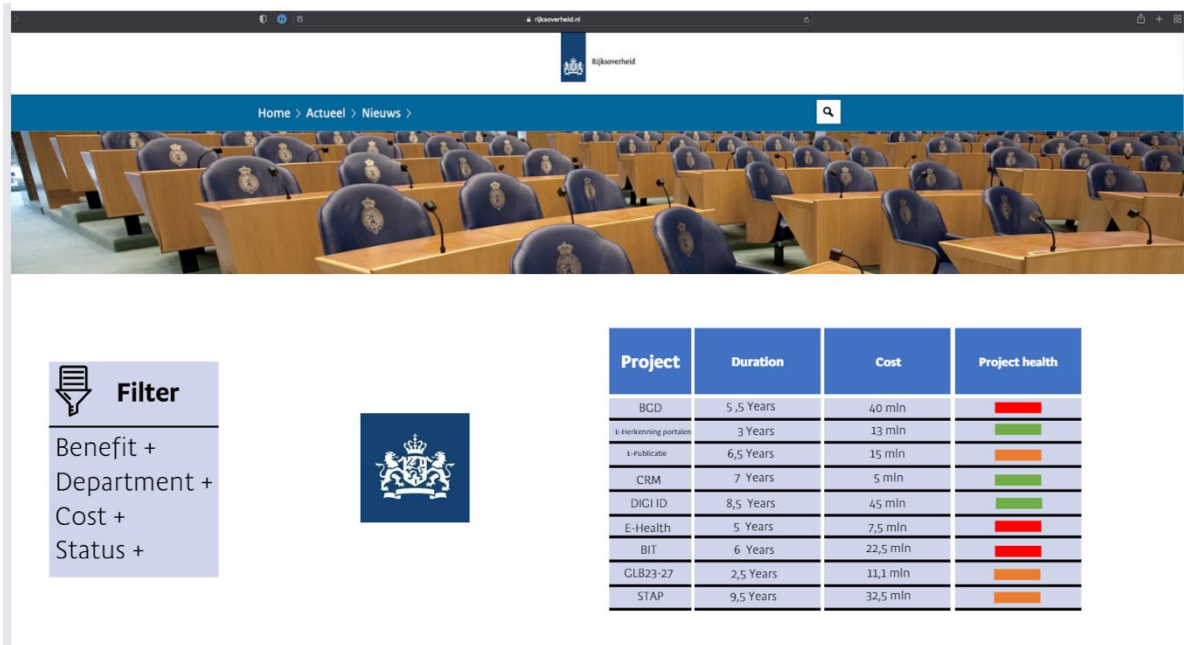 rijksoverheid.nl
Rijksoverheid
Home > Actueel > Nieuws >
Filter
Benefit +
Department +
Cost +
Status +
Project Duration Cost Project health
BGD 5 ,5 Years 40 mln
E-Herkenning portalen 3 Years 13 mln
E-Publicatie 6,5 Years 15 mln
CRM 7 Years 5 mln
DIGI ID 8,5 Years 45 mln
E-Health 5 Years 7,5 mln
BIT 6 Years 22,5 mln
GLB23-27 2,5 Years 11,1 mln
STAP 9,5 Years 32,5 mln